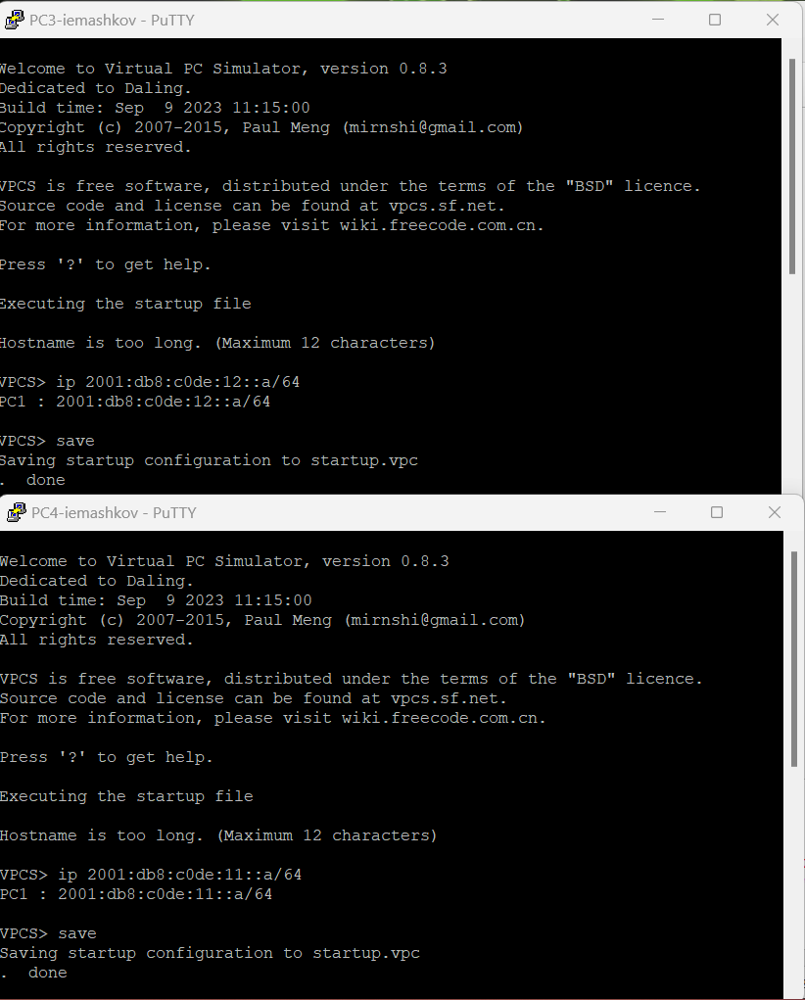 PC3-iemashkov - PuTTY
Welcome to Virtual PC Simulator, version 0.8.3
Dedicated to Daling.
Build time: Sep  9 2023 11:15:00
Copyright (c) 2007-2015, Paul Meng (mirnshi@gmail.com)
All rights reserved.
VPCS is free software, distributed under the terms of the "BSD" licence.
Source code and license can be found at vpcs.sf.net.
For more information, please visit wiki.freecode.com.cn.
Press '?' to get help.
Executing the startup file
Hostname is too long. (Maximum 12 characters)
VPCS> ip 2001:db8:c0de:12::a/64
PC1 : 2001:db8:c0de:12::a/64
VPCS> save
Saving startup configuration to startup.vpc
.  done
PC4-iemashkov - PuTTY
Welcome to Virtual PC Simulator, version 0.8.3
Dedicated to Daling.
Build time: Sep  9 2023 11:15:00
Copyright (c) 2007-2015, Paul Meng (mirnshi@gmail.com)
All rights reserved.
VPCS is free software, distributed under the terms of the "BSD" licence.
Source code and license can be found at vpcs.sf.net.
For more information, please visit wiki.freecode.com.cn.
Press '?' to get help.
Executing the startup file
Hostname is too long. (Maximum 12 characters)
VPCS> ip 2001:db8:c0de:11::a/64
PC1 : 2001:db8:c0de:11::a/64
VPCS> save
Saving startup configuration to startup.vpc
.  done